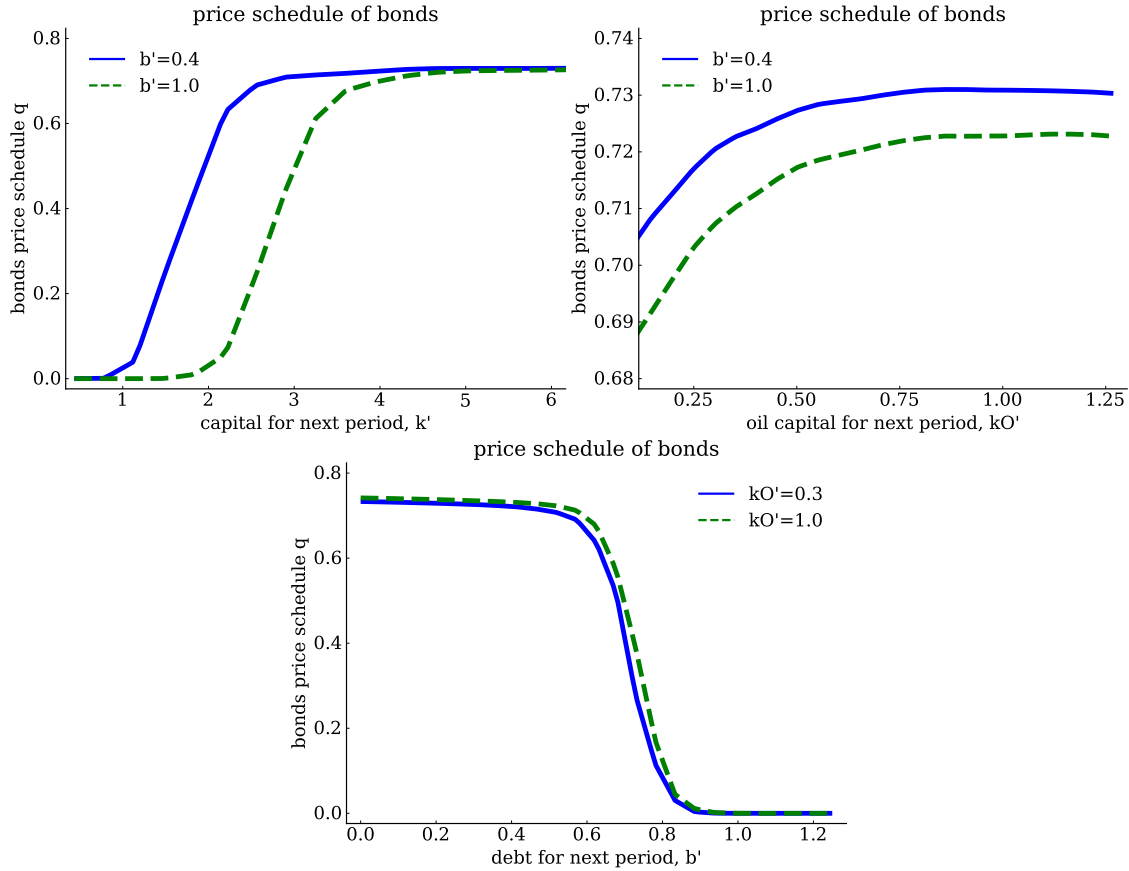 price schedule of bonds
bonds price schedule q
0.8
0.6
0.4
0.2
0.0
b'=0.4
b'=1.0
1 2 3 4 5 6
capital for next period, k'
price schedule of bonds
bonds price schedule q
0.74
0.73
0.72
0.71
0.70
0.69
0.68
b'=0.4
b'=1.0
0.25 0.50 0.75 1.00 1.25
oil capital for next period, kO'
price schedule of bonds
bonds price schedule q
0.8
0.6
0.4
0.2
0.0
kO'=0.3
kO'=1.0
0.0 0.2 0.4 0.6 0.8 1.0 1.2
debt for next period, b'